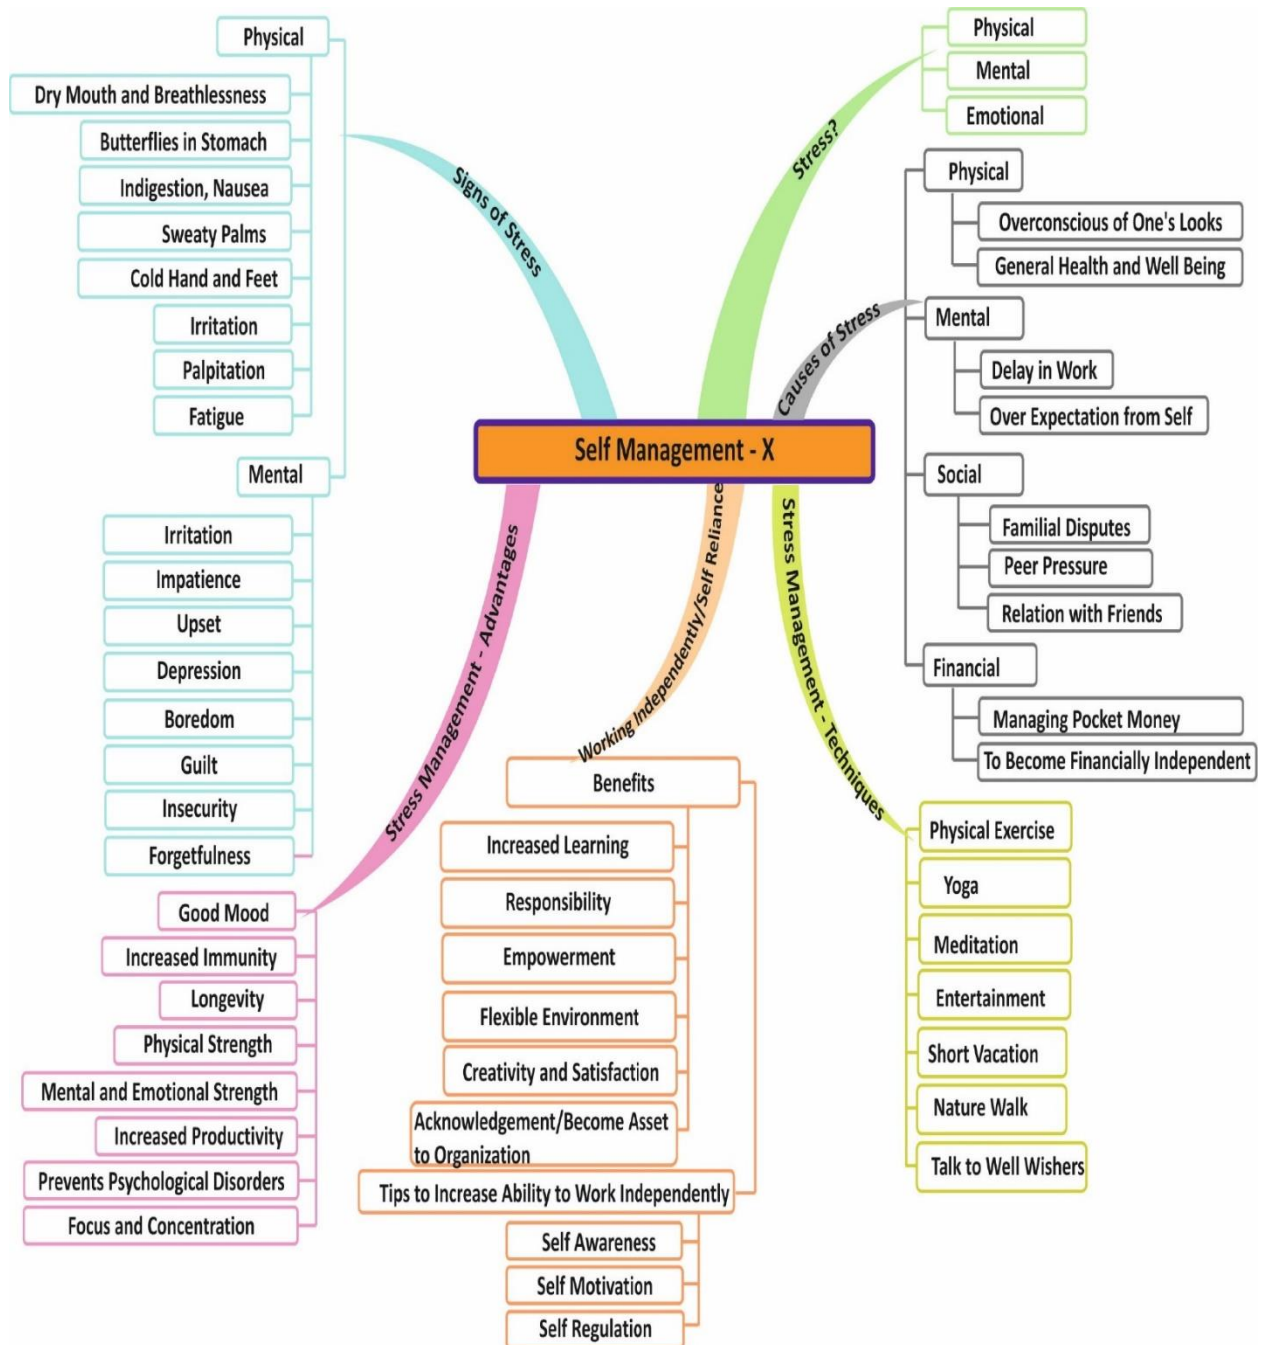 Self Management - X
Stress?
Physical
Mental
Emotional
Causes of Stress
Physical
Overconscious of One's Looks
General Health and Well Being
Mental
Delay in Work
Over Expectation from Self
Social
Familial Disputes
Peer Pressure
Relation with Friends
Financial
Managing Pocket Money
To Become Financially Independent
Stress Management - Techniques
Physical Exercise
Yoga
Meditation
Entertainment
Short Vacation
Nature Walk
Talk to Well Wishers
Working Independently/Self Reliance
Benefits
Increased Learning
Responsibility
Empowerment
Flexible Environment
Creativity and Satisfaction
Acknowledgement/Become Asset
to Organization
Tips to Increase Ability to Work Independently
Self Awareness
Self Motivation
Self Regulation
Stress Management - Advantages
Good Mood
Increased Immunity
Longevity
Physical Strength
Mental and Emotional Strength
Increased Productivity
Prevents Psychological Disorders
Focus and Concentration
Signs of Stress
Physical
Dry Mouth and Breathlessness
Butterflies in Stomach
Indigestion, Nausea
Sweaty Palms
Cold Hand and Feet
Irritation
Palpitation
Fatigue
Mental
Irritation
Impatience
Upset
Depression
Boredom
Guilt
Insecurity
Forgetfulness